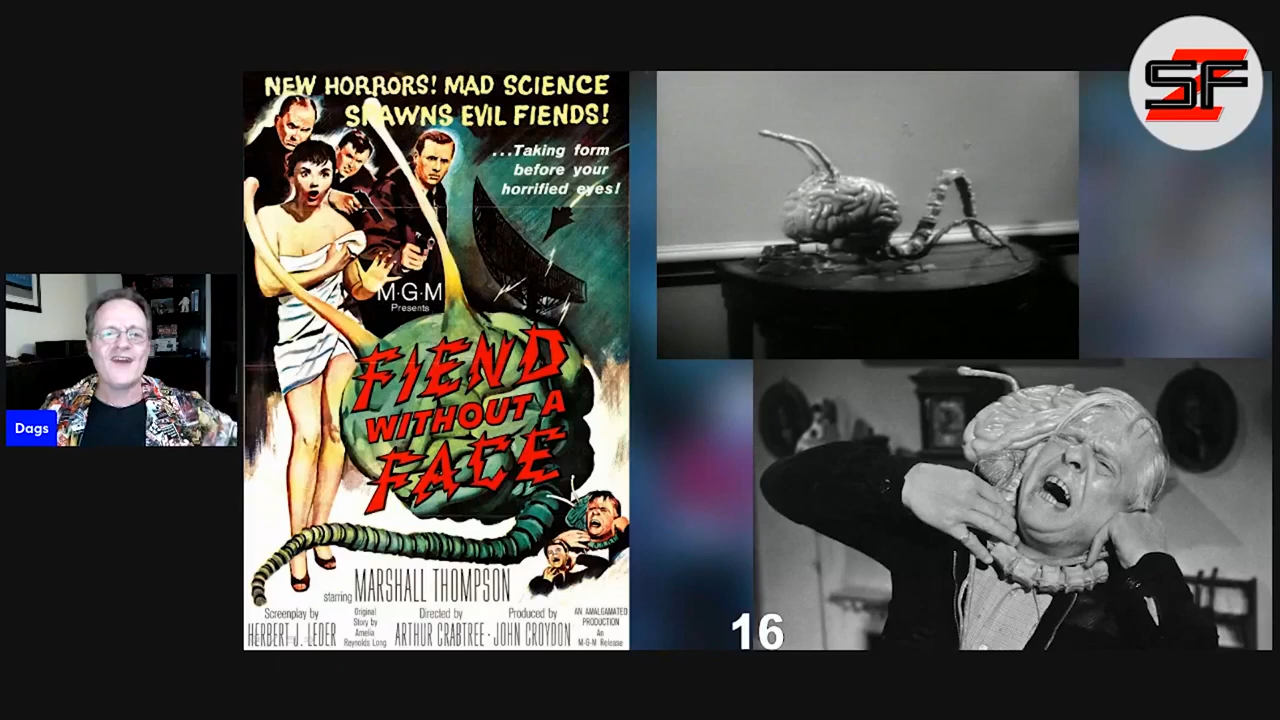 SF
NEW HORRORS! MAD SCIENCE
SPAWNS EVIL FIENDS!
...Taking form
before your
horrified eyes!
M·G·M
Presents
FIEND
WITHOUT A
FACE
Dags
starring MARSHALL THOMPSON
Screenplay by
HERBERT J. LEDER
Original
Story by
Amelia
Reynolds Long
Directed by
ARTHUR CRABTREE ·
Produced by
JOHN CROYDON
AN AMALGAMATED
PRODUCTION
An
M-G-M Release
16